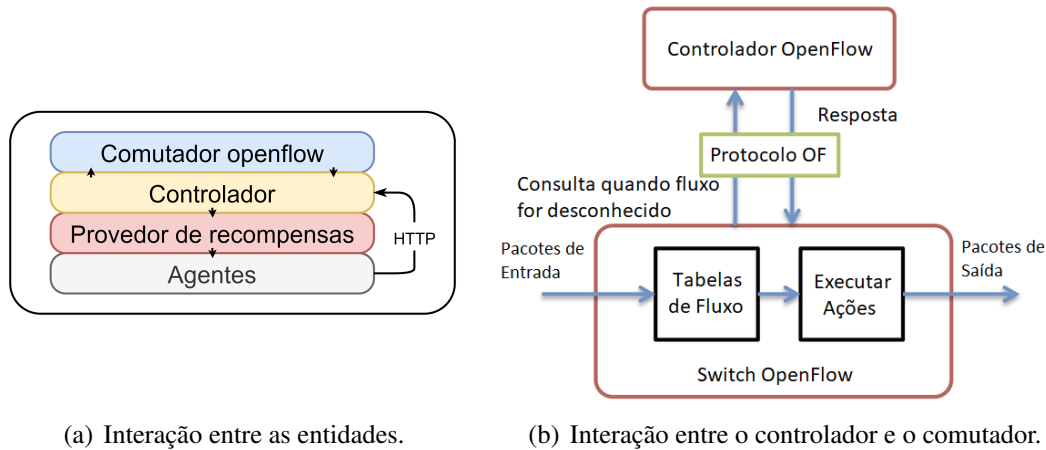 Comutador openflow
Controlador
Provedor de recompensas
Agentes
HTTP
(a) Interação entre as entidades.
Controlador OpenFlow
Resposta
Protocolo OF
Consulta quando fluxo
for desconhecido
Pacotes de
Entrada
Tabelas
de Fluxo
Executar
Ações
Pacotes de
Saída
Switch OpenFlow
(b) Interação entre o controlador e o comutador.